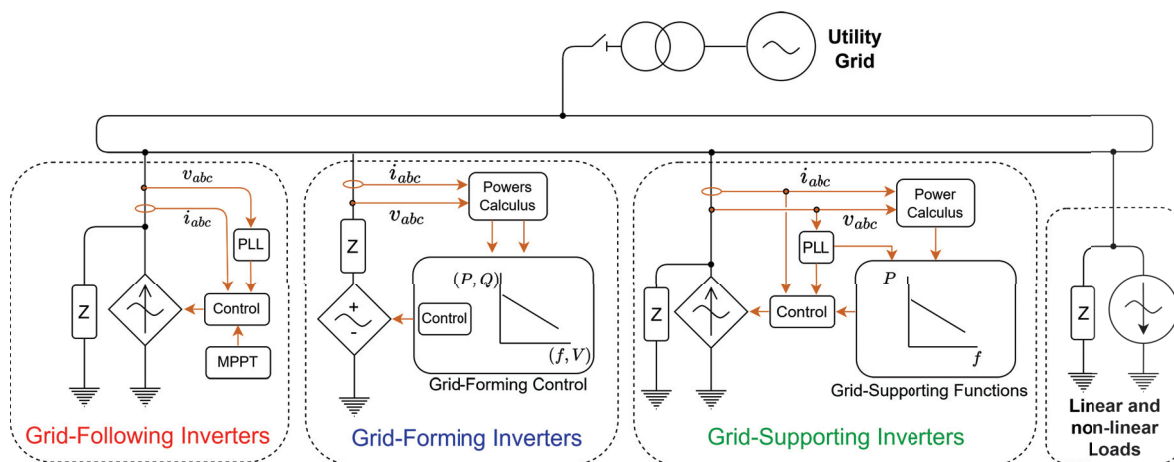 Utility
Grid
v_abc
i_abc
PLL
Z
Control
MPPT
Grid-Following Inverters
i_abc
v_abc
Powers
Calculus
Z
+
-
Control
(P, Q)
(f, V)
Grid-Forming Control
Grid-Forming Inverters
i_abc
v_abc
Power
Calculus
PLL
Z
Control
P
f
Grid-Supporting Functions
Grid-Supporting Inverters
Z
Linear and
non-linear
Loads